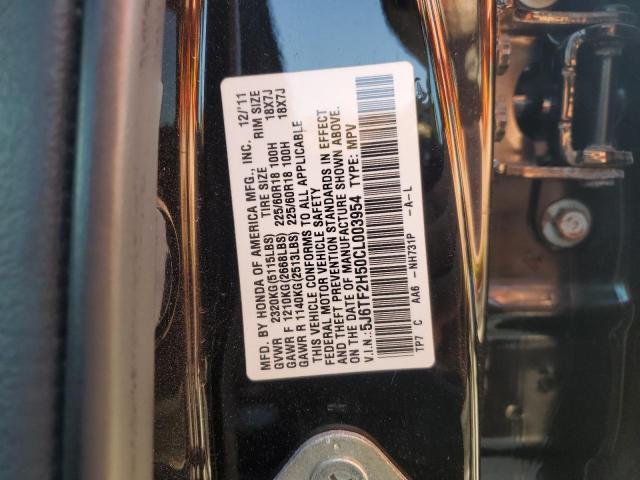 MFD. BY HONDA OF AMERICA MFG., INC. 12/'11
GVWR 2320KG(5115LBS) TIRE SIZE RIM SIZE
GAWR F 1210KG(2668LBS) 225/60R18 100H 18X7J
GAWR R 1140KG(2513LBS) 225/60R18 100H 18X7J
THIS VEHICLE CONFORMS TO ALL APPLICABLE
FEDERAL MOTOR VEHICLE SAFETY
AND THEFT PREVENTION STANDARDS IN EFFECT
ON THE DATE OF MANUFACTURE SHOWN ABOVE.
V.I.N.:5J6TF2H50CL003954 TYPE: MPV
TP7 C AA6 -NH731P -A-L